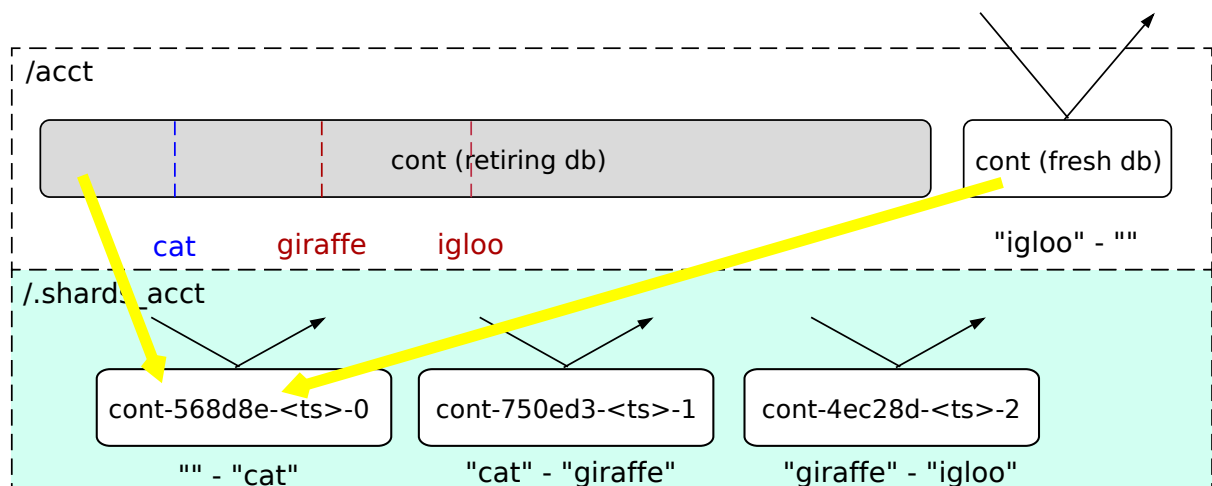 /acct
cont (retiring db)
cont (fresh db)
cat
giraffe
igloo
"igloo" - ""
/.shards_acct
cont-568d8e-<ts>-0
cont-750ed3-<ts>-1
cont-4ec28d-<ts>-2
"" - "cat"
"cat" - "giraffe"
"giraffe" - "igloo"